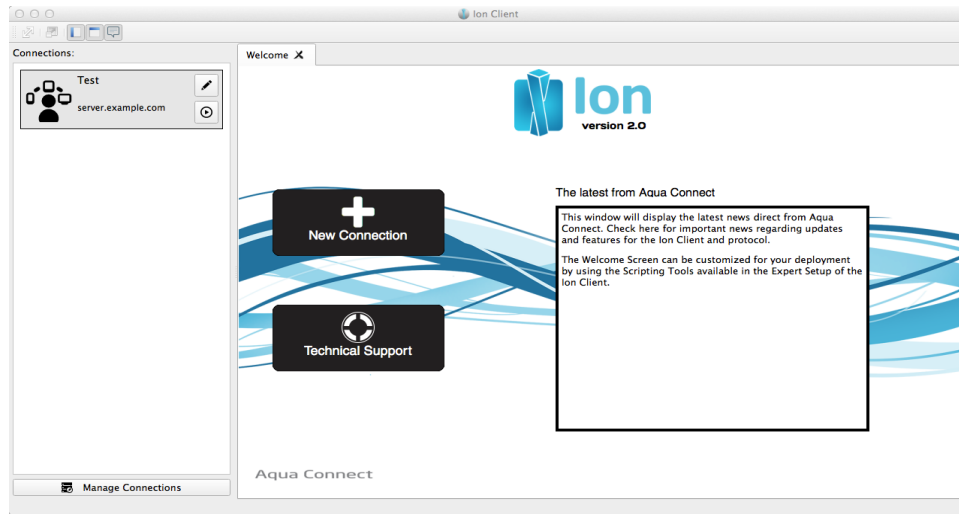 Ion Client
Connections:
Test
server.example.com
Manage Connections
Welcome
Ion
version 2.0
New Connection
Technical Support
The latest from Aqua Connect
This window will display the latest news direct from Aqua
Connect. Check here for important news regarding updates
and features for the Ion Client and protocol.
The Welcome Screen can be customized for your deployment
by using the Scripting Tools available in the Expert Setup of the
Ion Client.
Aqua Connect